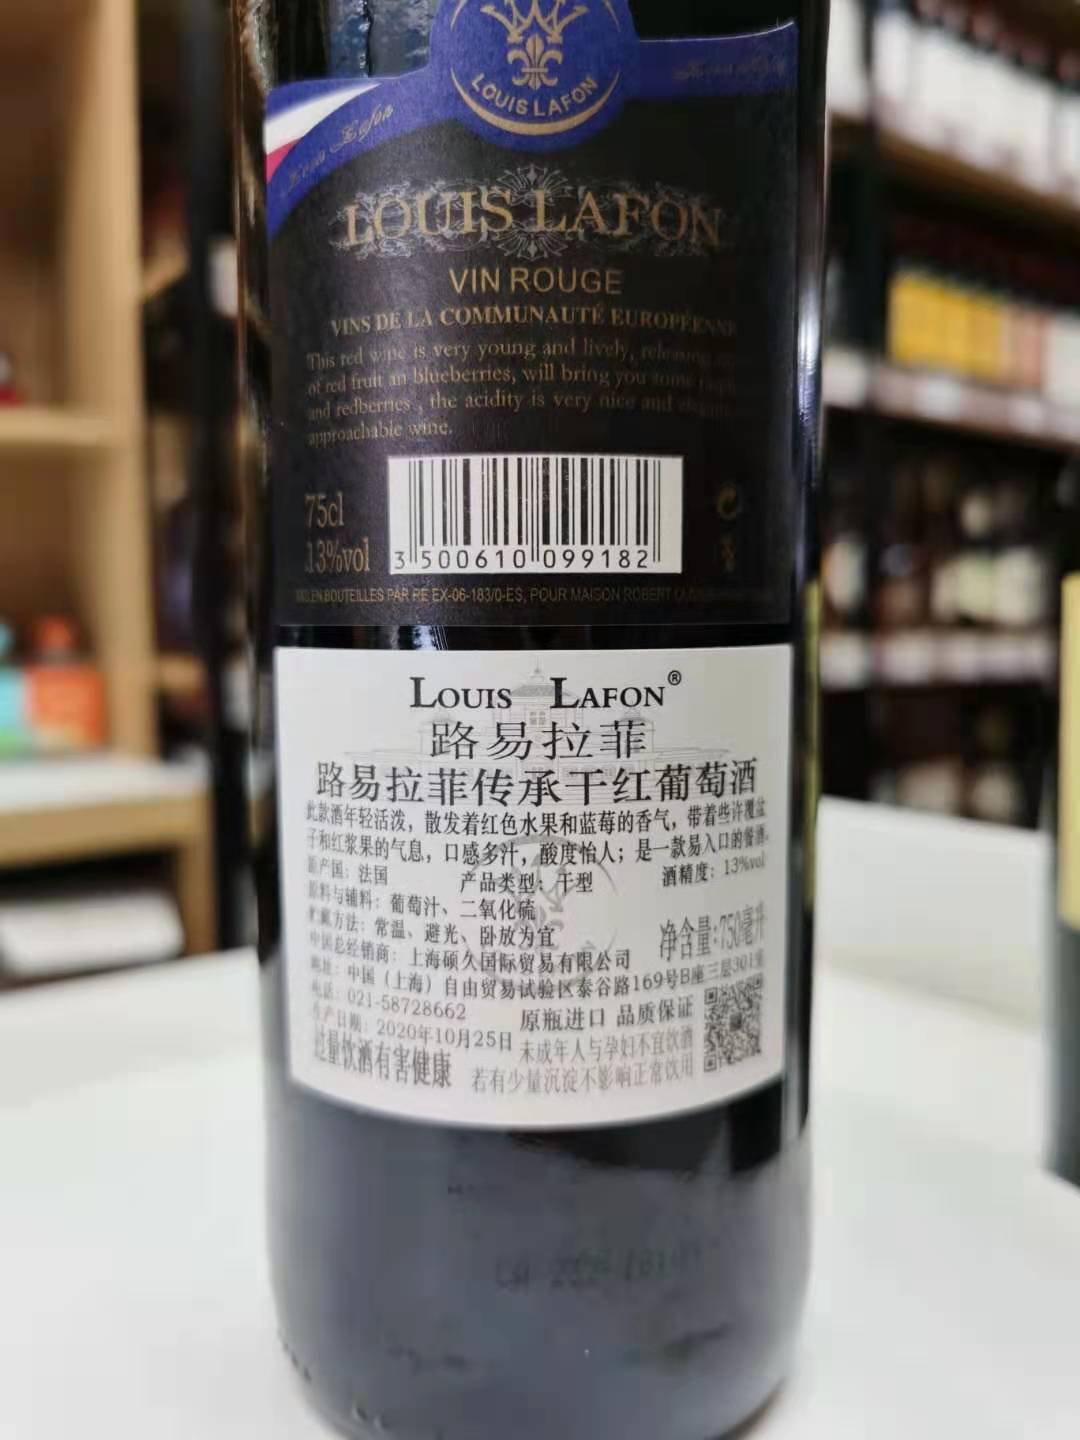 LOUIS LAFON
Louis Lafon
LOUIS LAFON
VIN ROUGE
VINS DE LA COMMUNAUTÉ EUROPÉENNE
This red wine is very young and lively,
of red fruit an blueberries, will bring you some
and redberries , the acidity is very nice and
approachable wine.
75cl
13%vol
3 500610 099182
EN BOUTEILLES PAR RE EX-06-183/0-ES, POUR MAISON ROBERT
LOUIS LAFON®
路易拉菲
路易拉菲传承干红葡萄酒
此款酒年轻活泼，散发着红色水果和蓝莓的香气，带着些许覆盆
子和红浆果的气息，口感多汁，酸度怡人；是一款易入口的餐酒。
原产国：法国 产品类型：干型 酒精度：13%vol
原料与辅料：葡萄汁、二氧化硫
贮藏方法：常温、避光、卧放为宜 净含量：750毫升
中国总经销商：上海硕久国际贸易有限公司
地址：中国（上海）自由贸易试验区泰谷路169号B座三层301室
电话：021-58728662 原瓶进口 品质保证
生产日期：2020年10月25日 未成年人与孕妇不宜饮酒
过量饮酒有害健康 若有少量沉淀不影响正常饮用